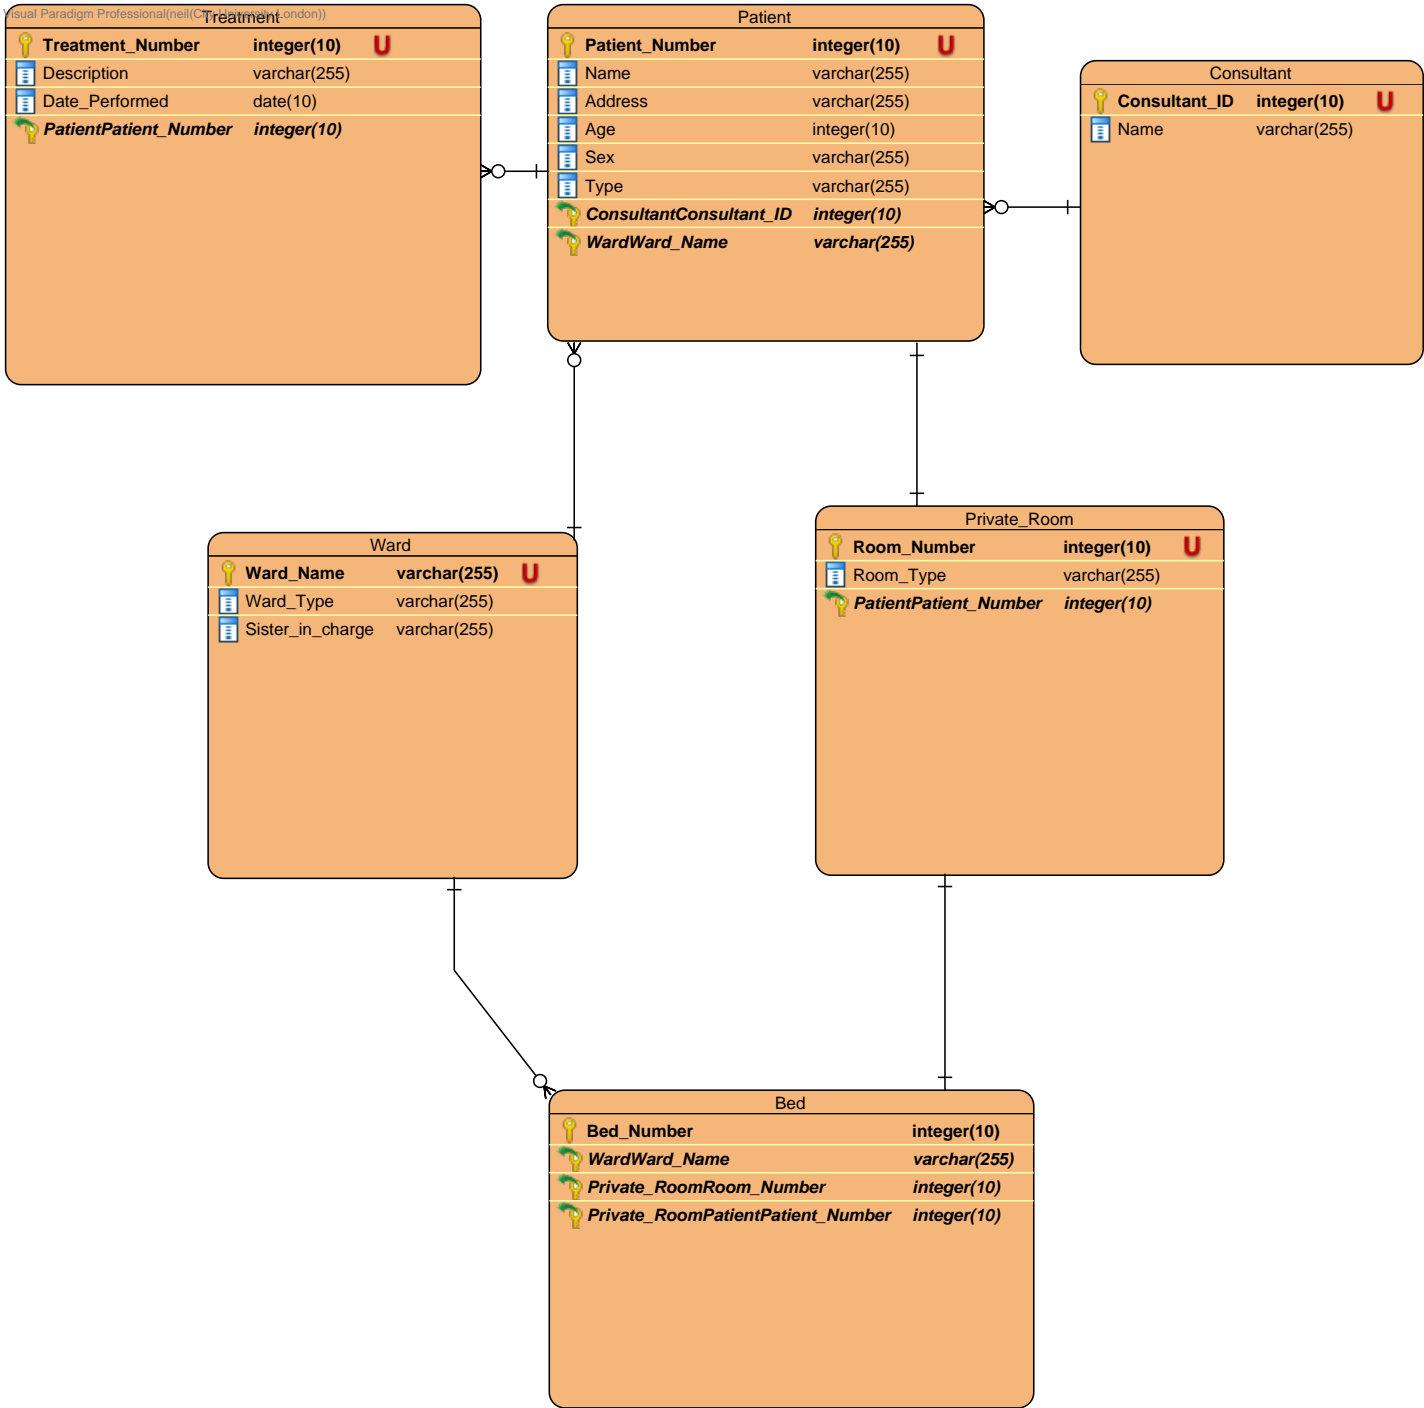 Visual Paradigm Professional(neil(City University London))
Treatment
Treatment_Number integer(10) U
Description varchar(255)
Date_Performed date(10)
PatientPatient_Number integer(10)
Patient
Patient_Number integer(10) U
Name varchar(255)
Address varchar(255)
Age integer(10)
Sex varchar(255)
Type varchar(255)
ConsultantConsultant_ID integer(10)
WardWard_Name varchar(255)
Consultant
Consultant_ID integer(10) U
Name varchar(255)
Ward
Ward_Name varchar(255) U
Ward_Type varchar(255)
Sister_in_charge varchar(255)
Private_Room
Room_Number integer(10) U
Room_Type varchar(255)
PatientPatient_Number integer(10)
Bed
Bed_Number integer(10)
WardWard_Name varchar(255)
Private_RoomRoom_Number integer(10)
Private_RoomPatientPatient_Number integer(10)